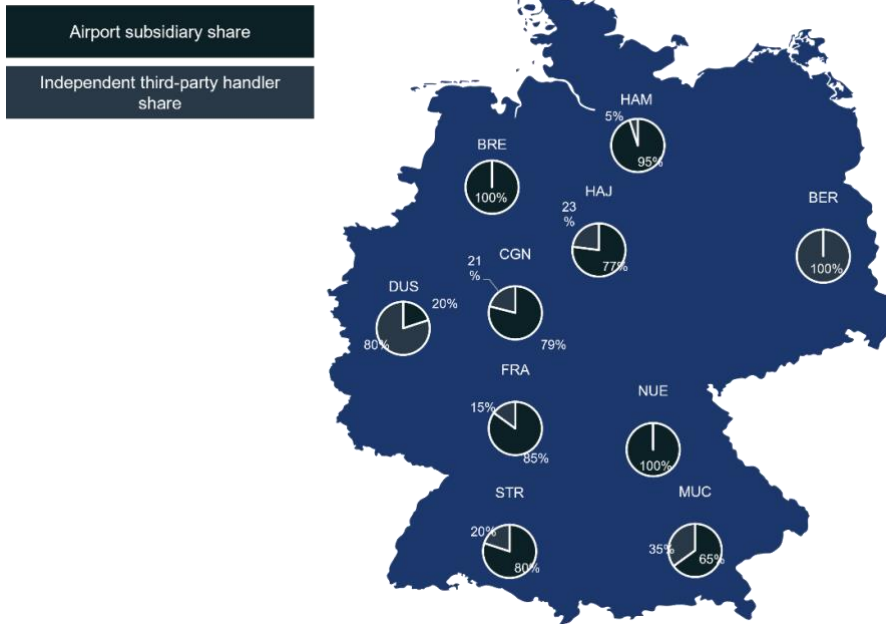 Airport subsidiary share
Independent third-party handler
share
HAM
5%
95%
BRE
100%
HAJ
23
%
77%
BER
100%
CGN
21
%
79%
DUS
20%
80%
FRA
15%
85%
NUE
100%
STR
20%
80%
MUC
35%
65%